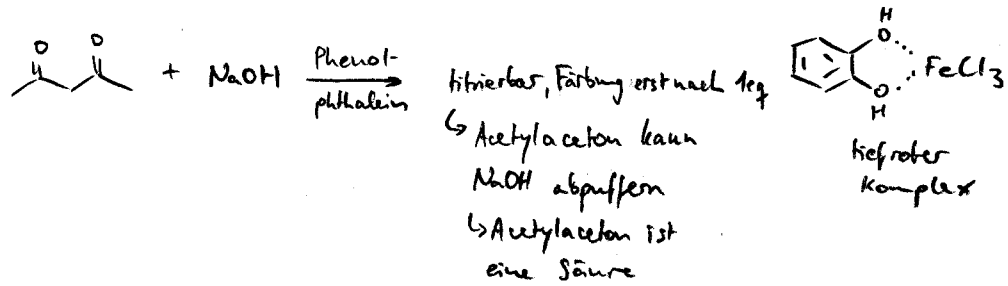 O O
+ NaOH
Phenol-
phthalein
titrierbar, Färbung erst nach 1eq
↳ Acetylaceton kann
NaOH abpuffern
↳ Acetylaceton ist
eine Säure
H
O
FeCl3
O
H
tiefroter
Komplex